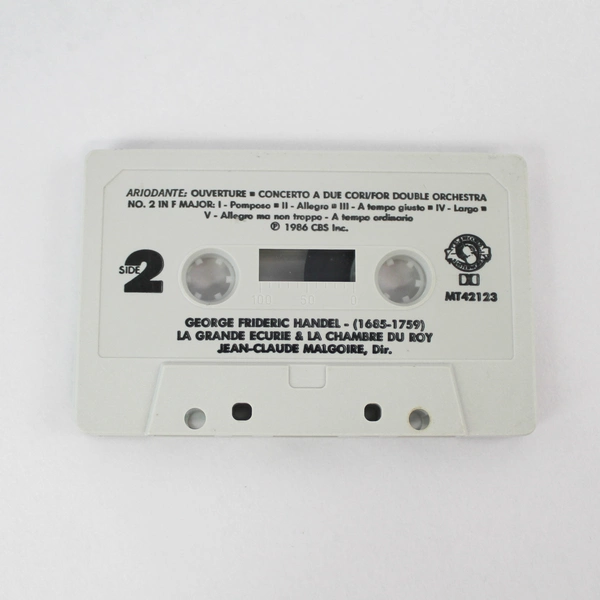 ARIODANTE: OUVERTURE ■ CONCERTO A DUE CORI/FOR DOUBLE ORCHESTRA
NO. 2 IN F MAJOR: I - Pomposo ■ II - Allegro ■ III - A tempo giusto ■ IV - Largo ■
V - Allegro ma non troppo - A tempo ordinario
℗ 1986 CBS Inc.
SIDE 2
100 50 0
MT42123
GEORGE FRIDERIC HANDEL - (1685-1759)
LA GRANDE ECURIE & LA CHAMBRE DU ROY
JEAN-CLAUDE MALGOIRE, Dir.